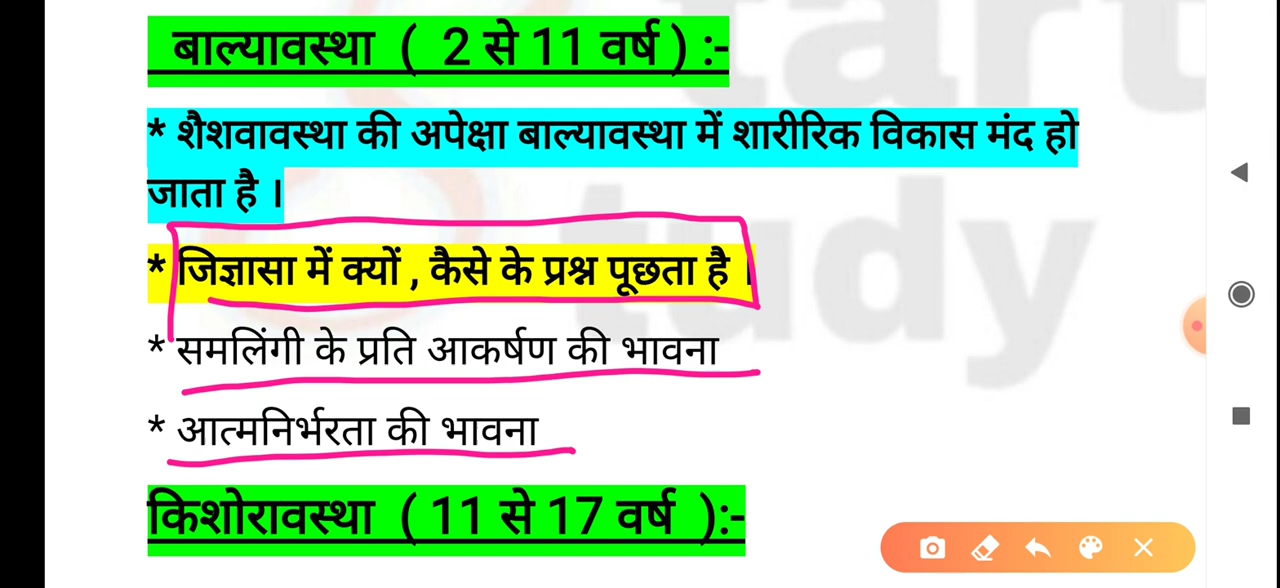 बाल्यावस्था ( 2 से 11 वर्ष ) :-
* शैशवावस्था की अपेक्षा बाल्यावस्था में शारीरिक विकास मंद हो
जाता है ।
* जिज्ञासा में क्यों , कैसे के प्रश्न पूछता है ।
* समलिंगी के प्रति आकर्षण की भावना
* आत्मनिर्भरता की भावना
किशोरावस्था ( 11 से 17 वर्ष ):-